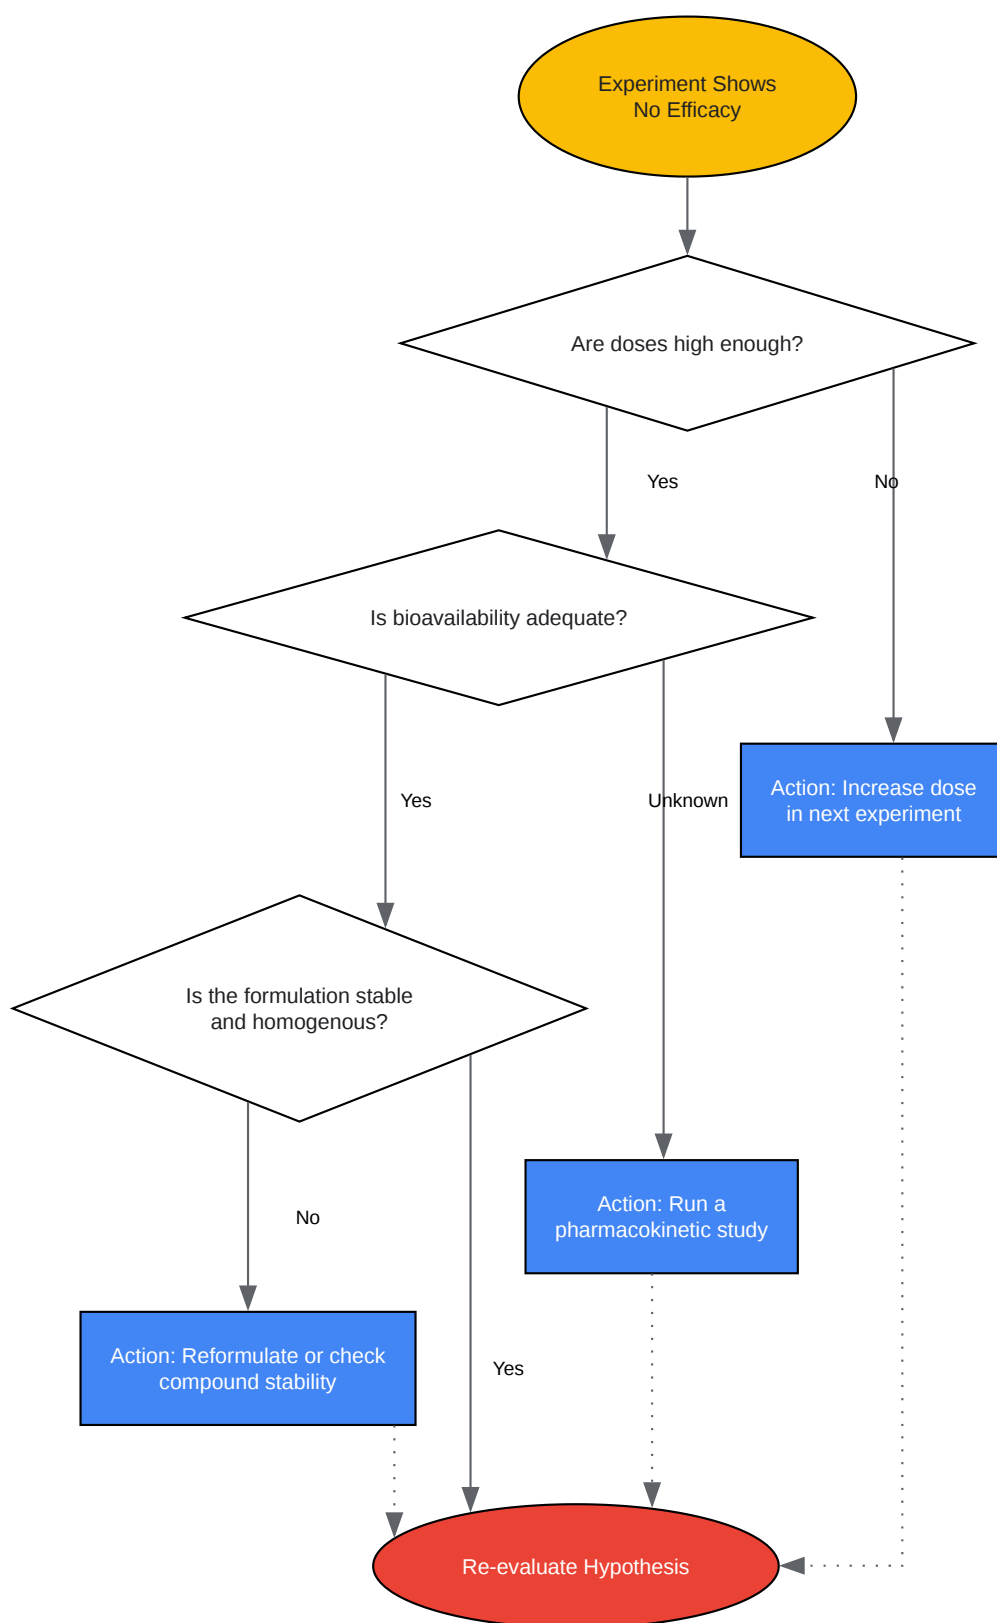 Experiment Shows
No Efficacy
Are doses high enough?
Yes
No
Is bioavailability adequate?
Action: Increase dose
in next experiment
Yes
Unknown
Is the formulation stable
and homogenous?
Action: Run a
pharmacokinetic study
No
Action: Reformulate or check
compound stability
Yes
Re-evaluate Hypothesis